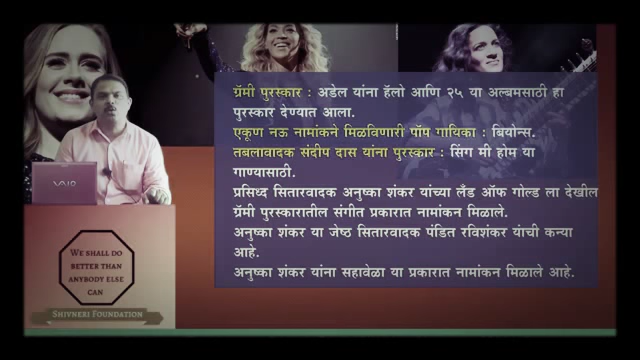 ग्रॅमी पुरस्कार : अडेल यांना हॅलो आणि २५ या अल्बमसाठी हा
पुरस्कार देण्यात आला.
एकूण नऊ नामांकने मिळविणारी पॉप गायिका : बियोन्स.
तबलावादक संदीप दास यांना पुरस्कार : सिंग मी होम या
गाण्यासाठी.
प्रसिध्द सितारवादक अनुष्का शंकर यांच्या लँड ऑफ गोल्ड ला देखील
ग्रॅमी पुरस्कारातील संगीत प्रकारात नामांकन मिळाले.
अनुष्का शंकर या जेष्ठ सितारवादक पंडित रविशंकर यांची कन्या
आहे.
अनुष्का शंकर यांना सहावेळा या प्रकारात नामांकन मिळाले आहे.
VAIO
WE SHALL DO
BETTER THAN
ANYBODY ELSE
CAN
SHIVNERI FOUNDATION